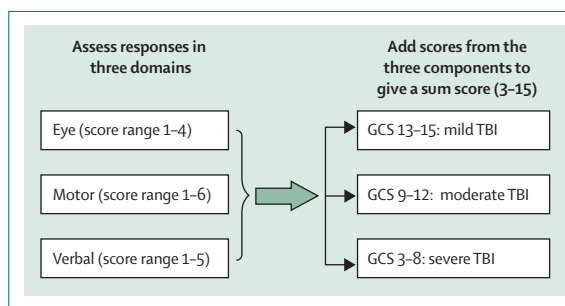 Assess responses in
three domains
Eye (score range 1–4)
Motor (score range 1–6)
Verbal (score range 1–5)
Add scores from the
three components to
give a sum score (3–15)
GCS 13–15: mild TBI
GCS 9–12: moderate TBI
GCS 3–8: severe TBI